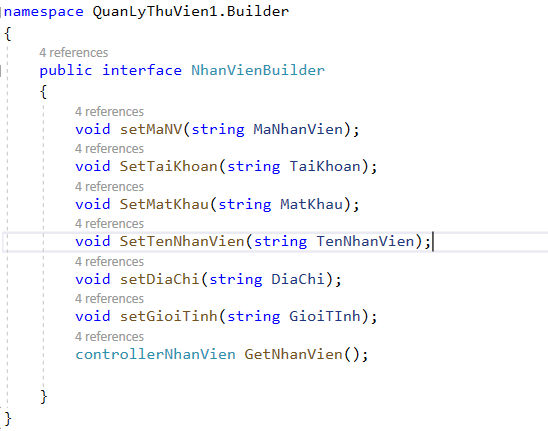 namespace QuanLyThuVien1.Builder
{
4 references
public interface NhanVienBuilder
{
4 references
void setMaNV(string MaNhanVien);
4 references
void SetTaiKhoan(string TaiKhoan);
4 references
void SetMatKhau(string MatKhau);
4 references
void SetTenNhanVien(string TenNhanVien);
4 references
void setDiaChi(string DiaChi);
4 references
void setGioiTinh(string GioiTInh);
4 references
controllerNhanVien GetNhanVien();
}
}